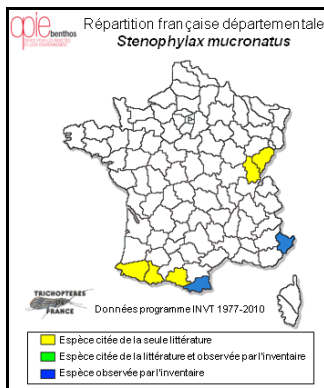 opie benthos
Répartition française départementale
Stenophylax mucronatus
TRICHOPTERES
DE FRANCE
Données programme INVT 1977-2010
Espèce citée de la seule littérature
Espèce citée de la littérature et observée par l'inventaire
Espèce observée par l'inventaire